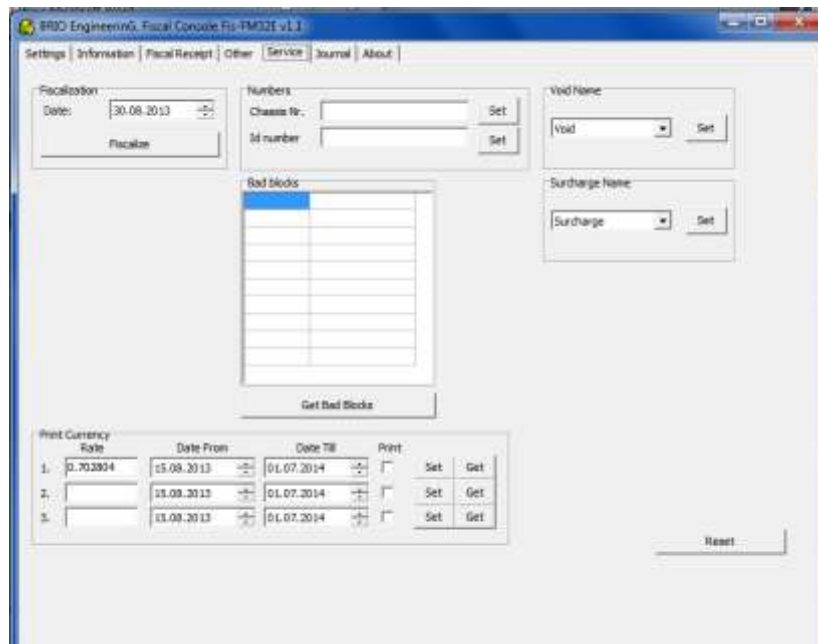 BRIO EngineerinG. Fiscal Console Fis-FM32E v1.1
Settings Information Fiscal Receipt Other Service Journal About
Fiscalization
Date: 30.08.2013
Fiscalize
Numbers
Chassis Nr. Set
Id number Set
Void Name
Void Set
Bad blocks
Surcharge Name
Surcharge Set
Get Bad Blocks
Print Currency
Rate Date From Date Till Print
1. 0.702804 15.08.2013 01.07.2014 Set Get
2. 15.08.2013 01.07.2014 Set Get
3. 15.08.2013 01.07.2014 Set Get
Reset